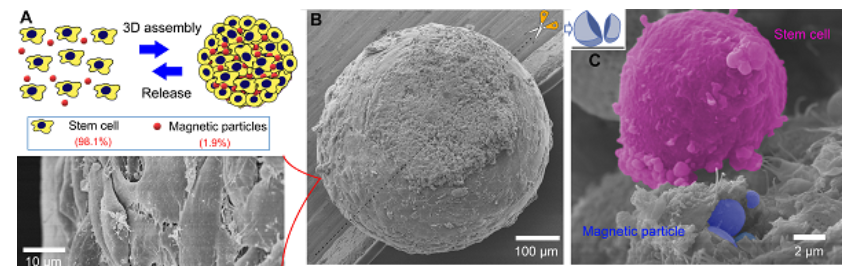 A
3D assembly
Release
Stem cell
(98.1%)
Magnetic particles
(1.9%)
10 µm
B
100 µm
C
Stem cell
Magnetic particle
2 µm